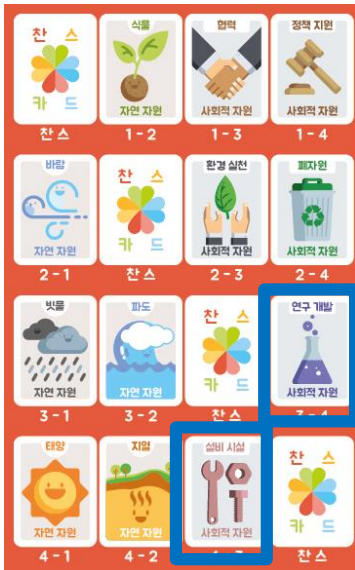 찬 스
카 드
찬스
식물
자연 자원
1-2
협력
사회적 자원
1-3
정책 지원
사회적 자원
1-4
바람
자연 자원
2-1
찬 스
카 드
찬스
환경 실천
사회적 자원
2-3
폐자원
사회적 자원
2-4
빗물
자연 자원
3-1
파도
자연 자원
3-2
찬 스
카 드
찬스
연구 개발
사회적 자원
3-4
태양
자연 자원
4-1
지열
자연 자원
4-2
설비 시설
사회적 자원
4-3
찬 스
카 드
찬스